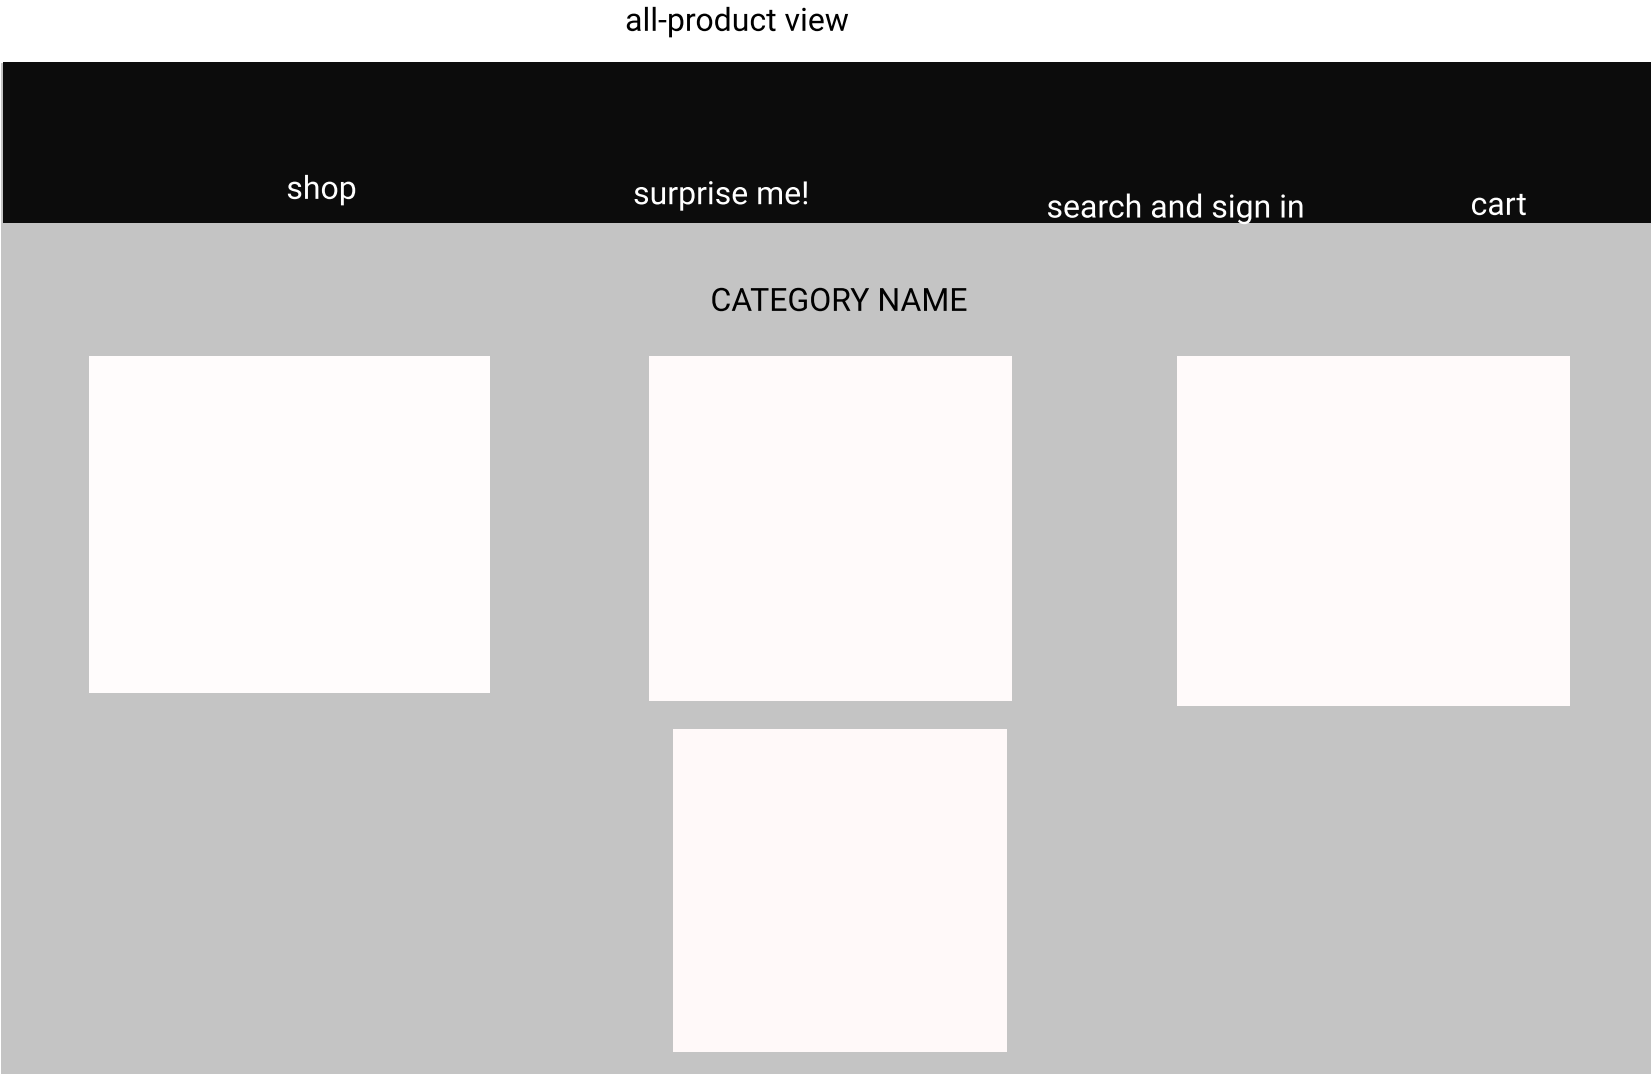 all-product view
shop
surprise me!
search and sign in
cart
CATEGORY NAME